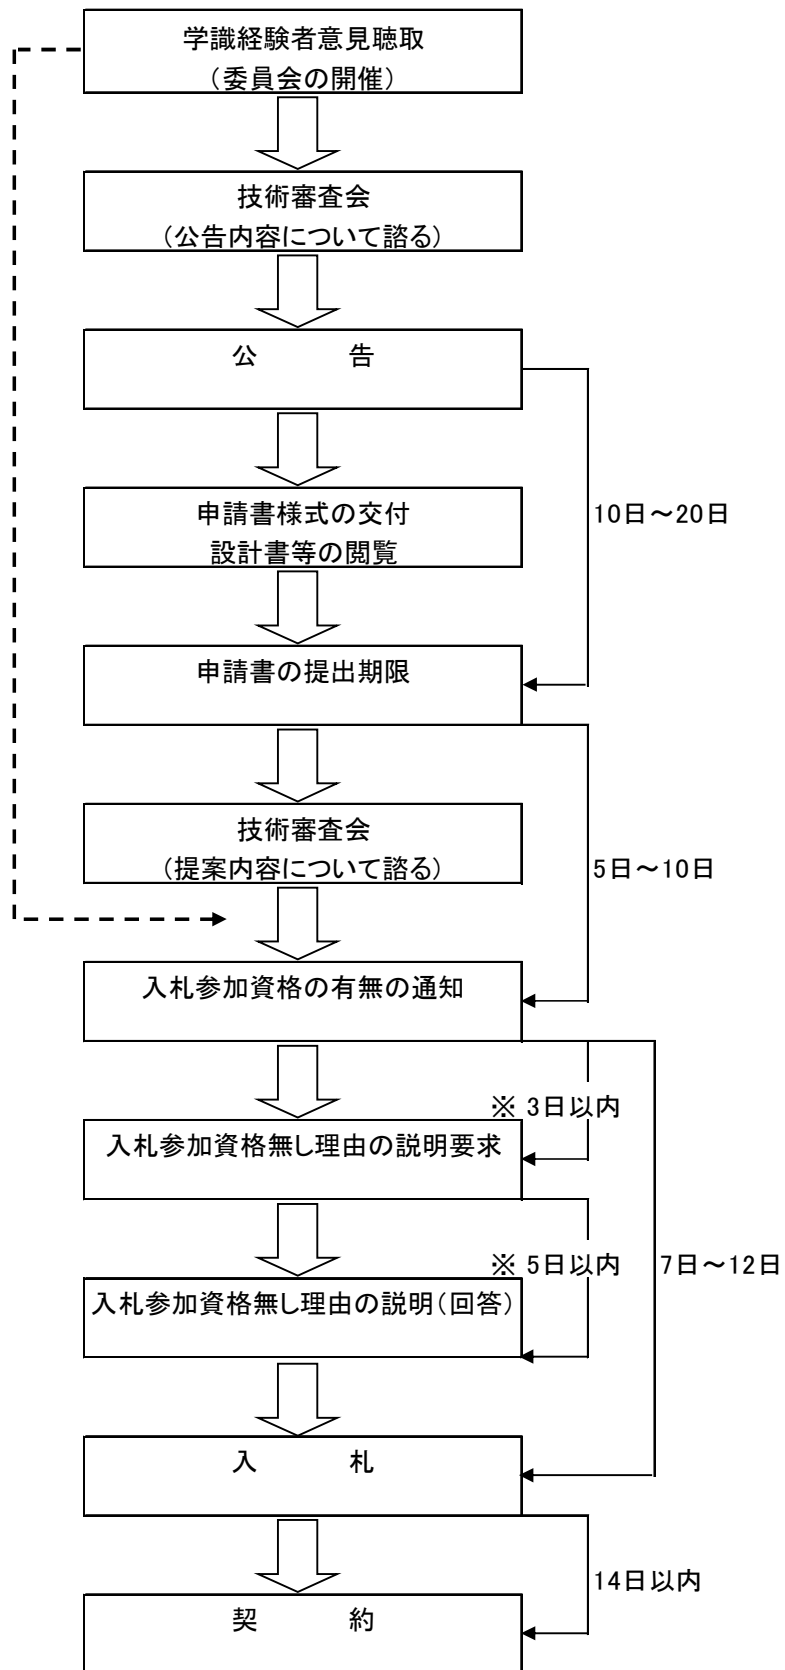 学識経験者意見聴取
(委員会の開催)
技術審査会
(公告内容について諮る)
公　　　告
10日～20日
申請書様式の交付
設計書等の閲覧
申請書の提出期限
技術審査会
(提案内容について諮る)
5日～10日
入札参加資格の有無の通知
※ 3日以内
入札参加資格無し理由の説明要求
※ 5日以内
7日～12日
入札参加資格無し理由の説明(回答)
入　　　札
14日以内
契　　　約